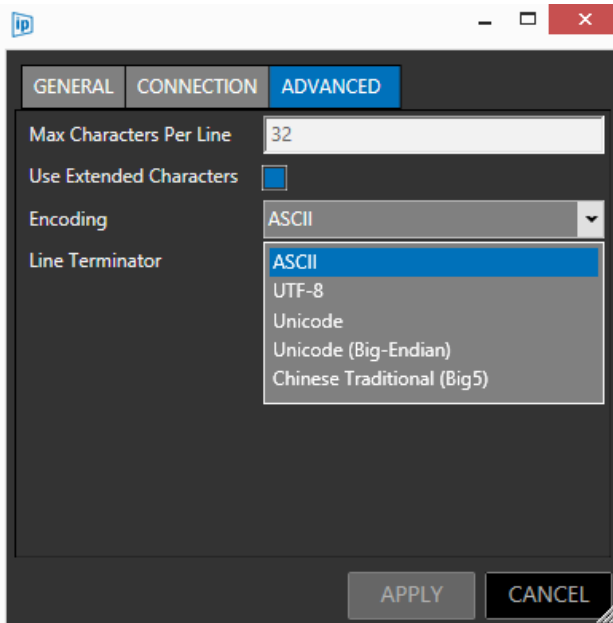 ip
GENERAL CONNECTION ADVANCED
Max Characters Per Line 32
Use Extended Characters
Encoding ASCII
Line Terminator
ASCII
UTF-8
Unicode
Unicode (Big-Endian)
Chinese Traditional (Big5)
APPLY CANCEL